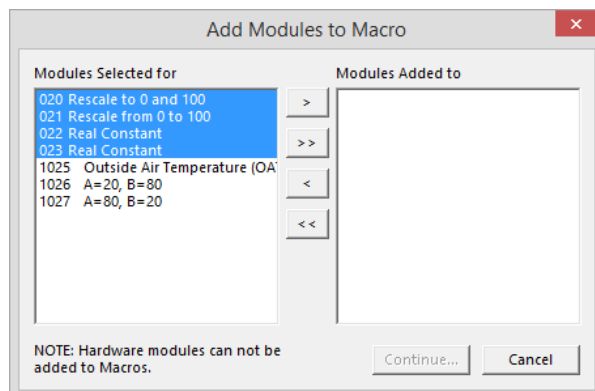 Add Modules to Macro
×
Modules Selected for
Modules Added to
020 Rescale to 0 and 100
021 Rescale from 0 to 100
022 Real Constant
023 Real Constant
1025 Outside Air Temperature (OA
1026 A=20, B=80
1027 A=80, B=20
>
>>
<
<<
NOTE: Hardware modules can not be
added to Macros.
Continue...
Cancel